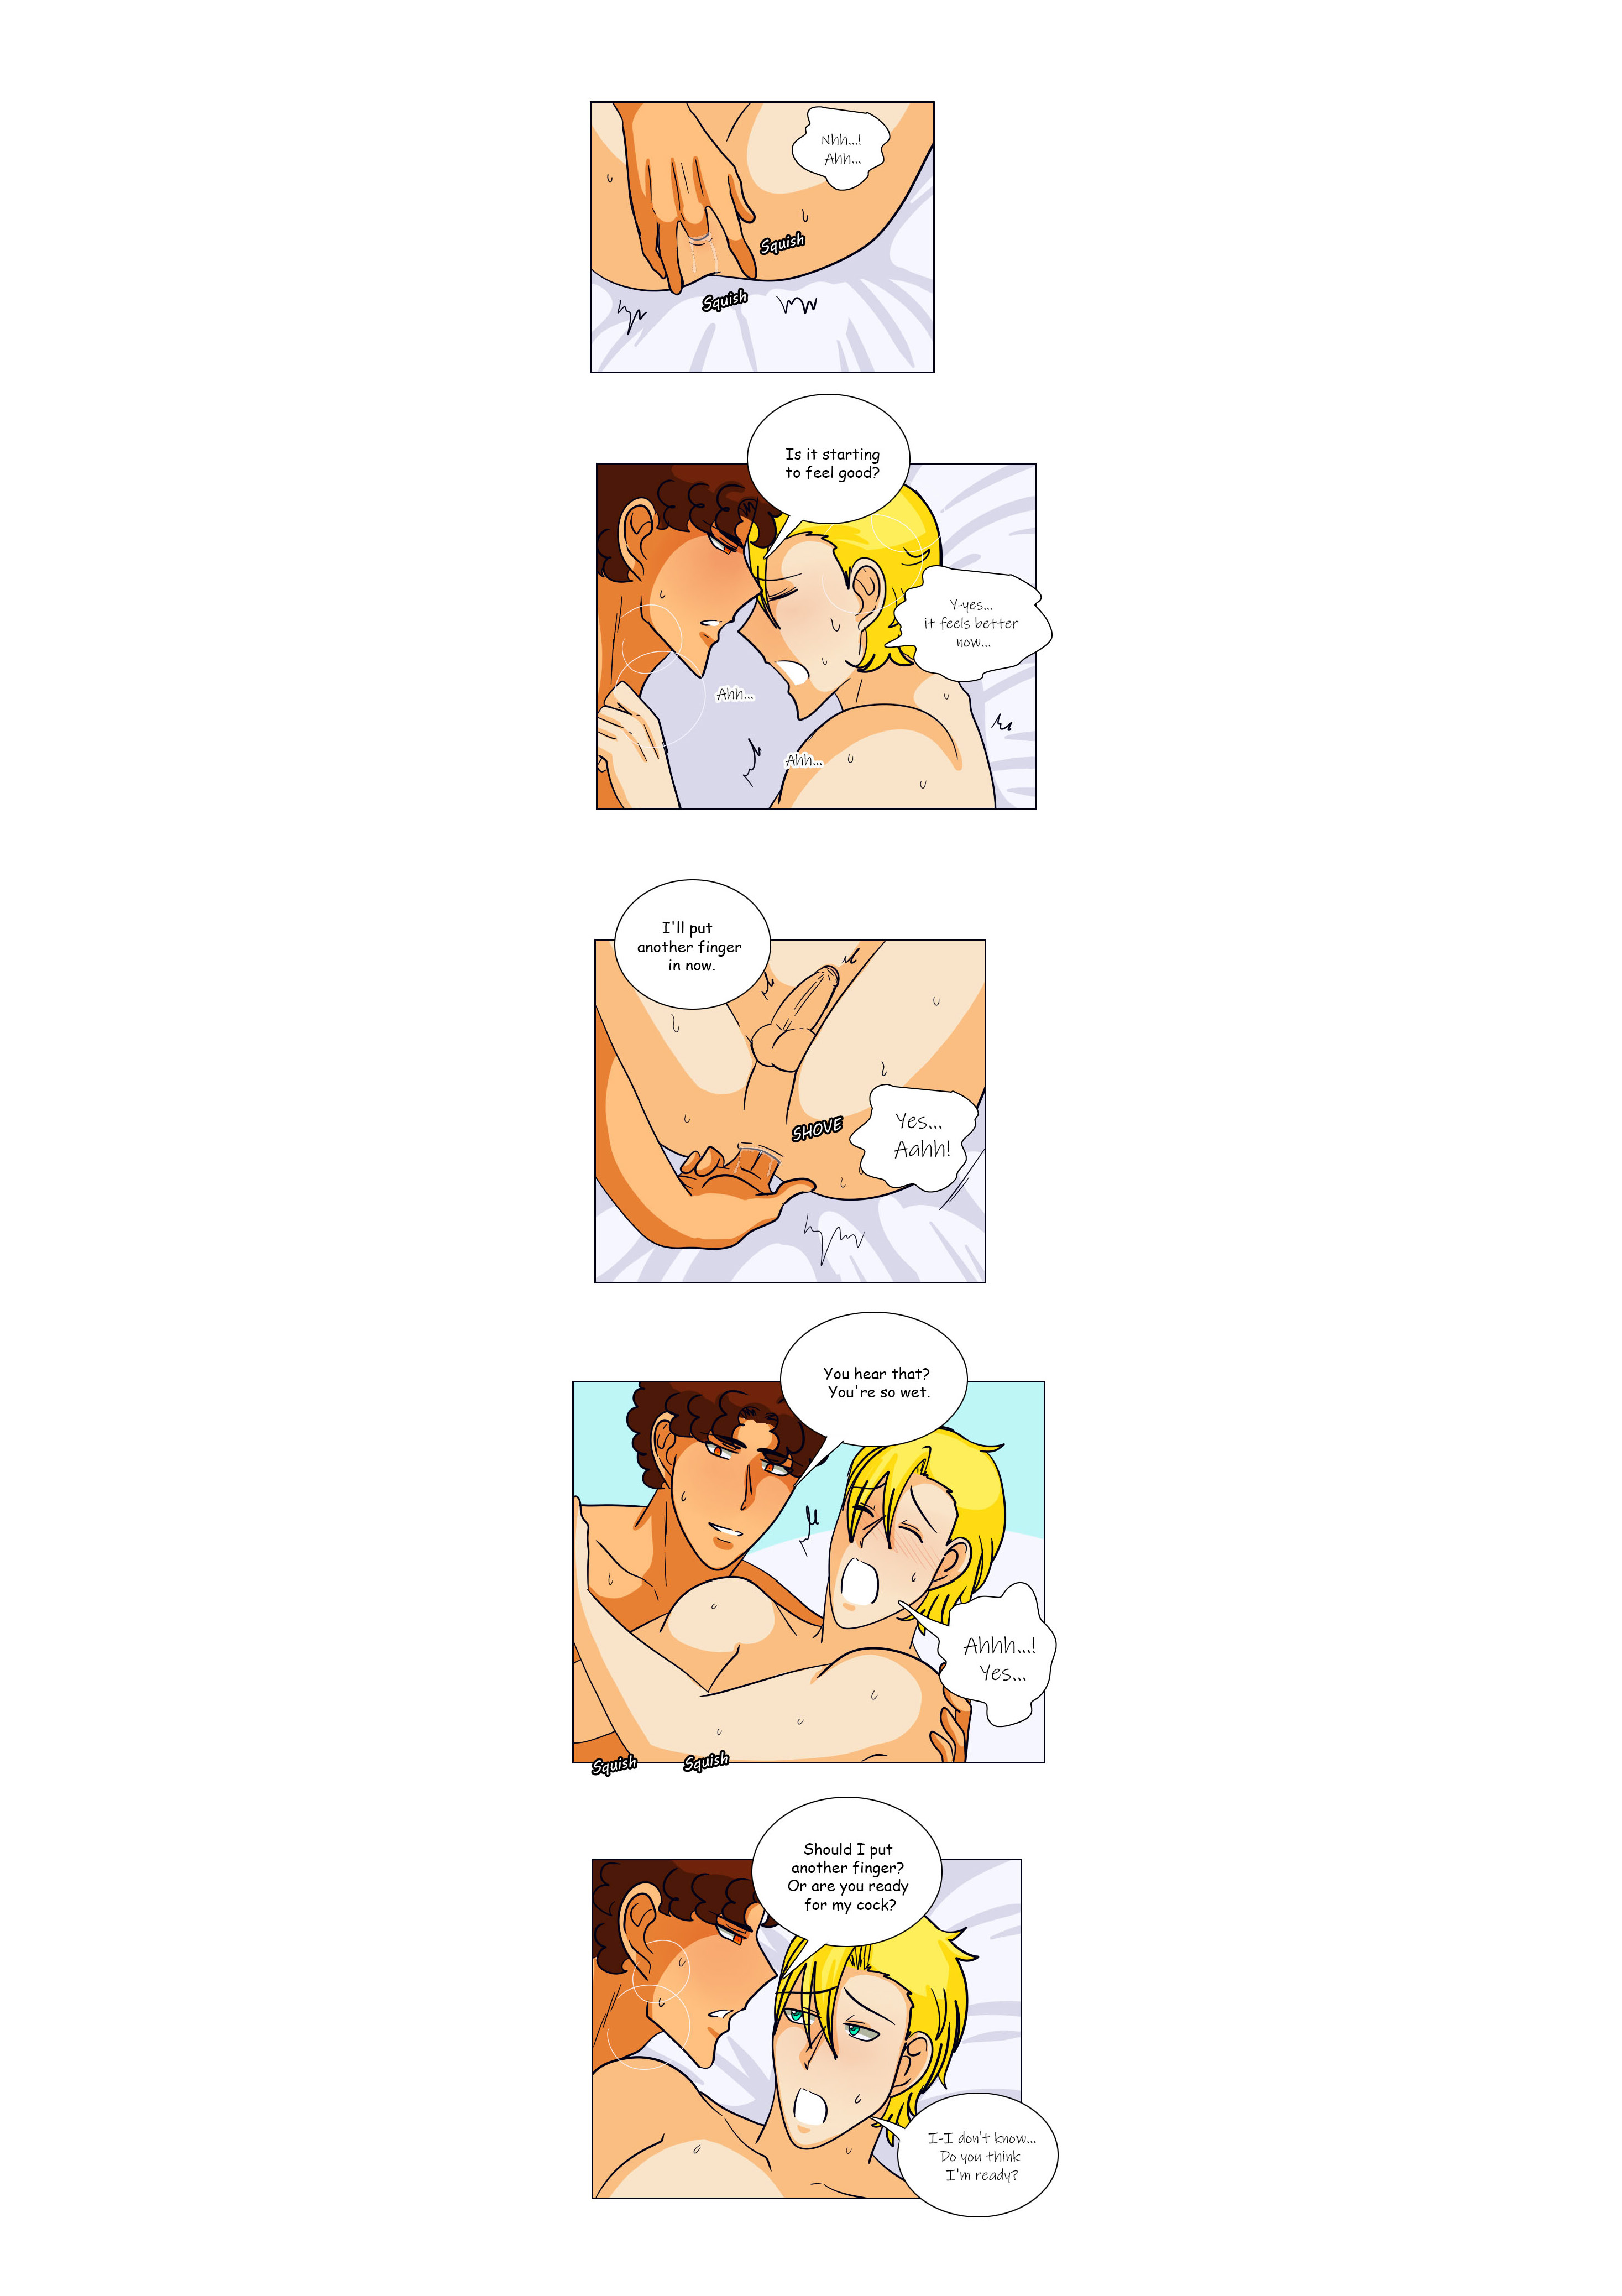 Nhh...!
Ahh...
Squish
Squish
Is it starting
to feel good?
Y-yes...
it feels better
now...
Ahh...
Ahh...
I'll put
another finger
in now.
SHOVE
Yes...
Aahh!
You hear that?
You're so wet.
Ahhh...!
Yes...
Squish
Squish
Should I put
another finger?
Or are you ready
for my cock?
I-I don't know...
Do you think
I'm ready?